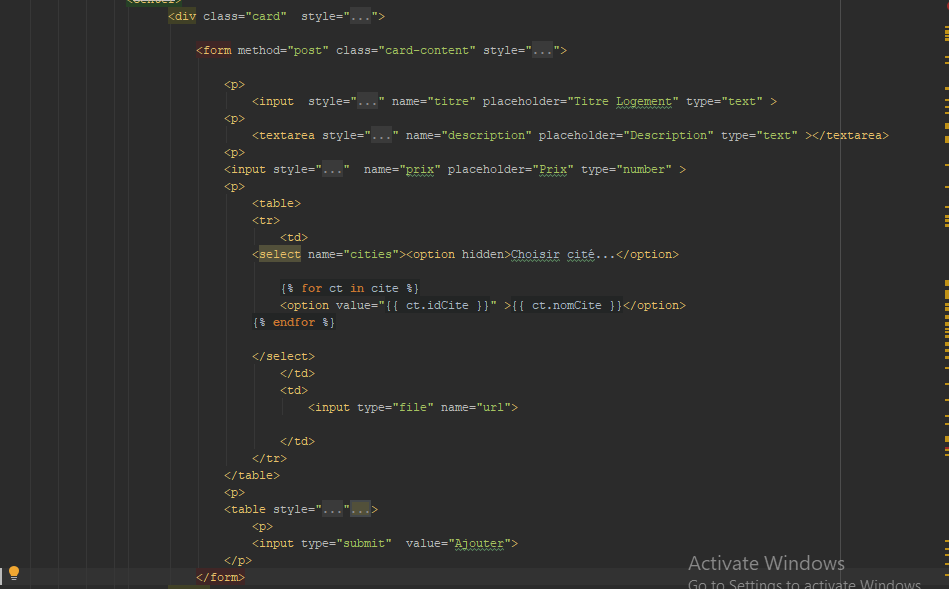 <center>
<div class="card"  style="...">
<form method="post" class="card-content" style="...">
<p>
<input  style="..." name="titre" placeholder="Titre Logement" type="text" >
<p>
<textarea style="..." name="description" placeholder="Description" type="text" ></textarea>
<p>
<input style="..."  name="prix" placeholder="Prix" type="number" >
<p>
<table>
<tr>
<td>
<select name="cities"><option hidden>Choisir cité...</option>
{% for ct in cite %}
<option value="{{ ct.idCite }}" >{{ ct.nomCite }}</option>
{% endfor %}
</select>
</td>
<td>
<input type="file" name="url">
</td>
</tr>
</table>
<p>
<table style="..."...>
<p>
<input type="submit"  value="Ajouter">
</p>
</form>
Activate Windows
Go to Settings to activate Windows.